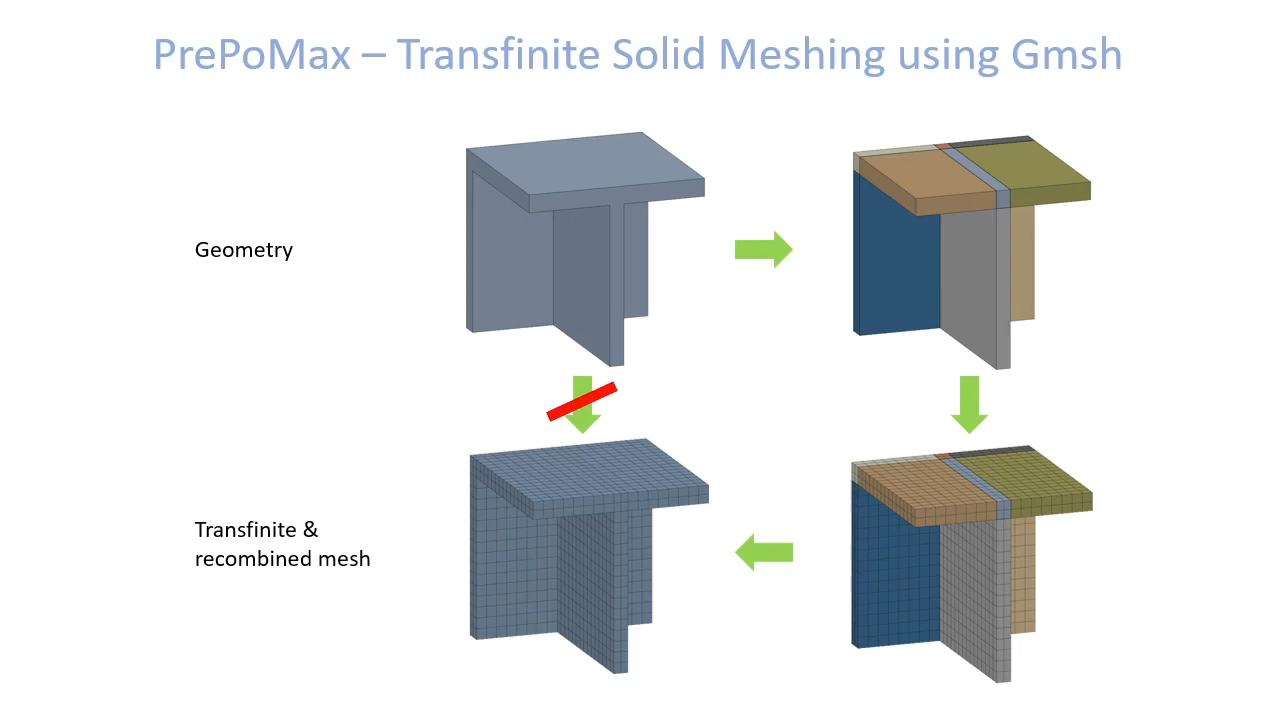 PrePoMax – Transfinite Solid Meshing using Gmsh
Geometry
Transfinite &
recombined mesh